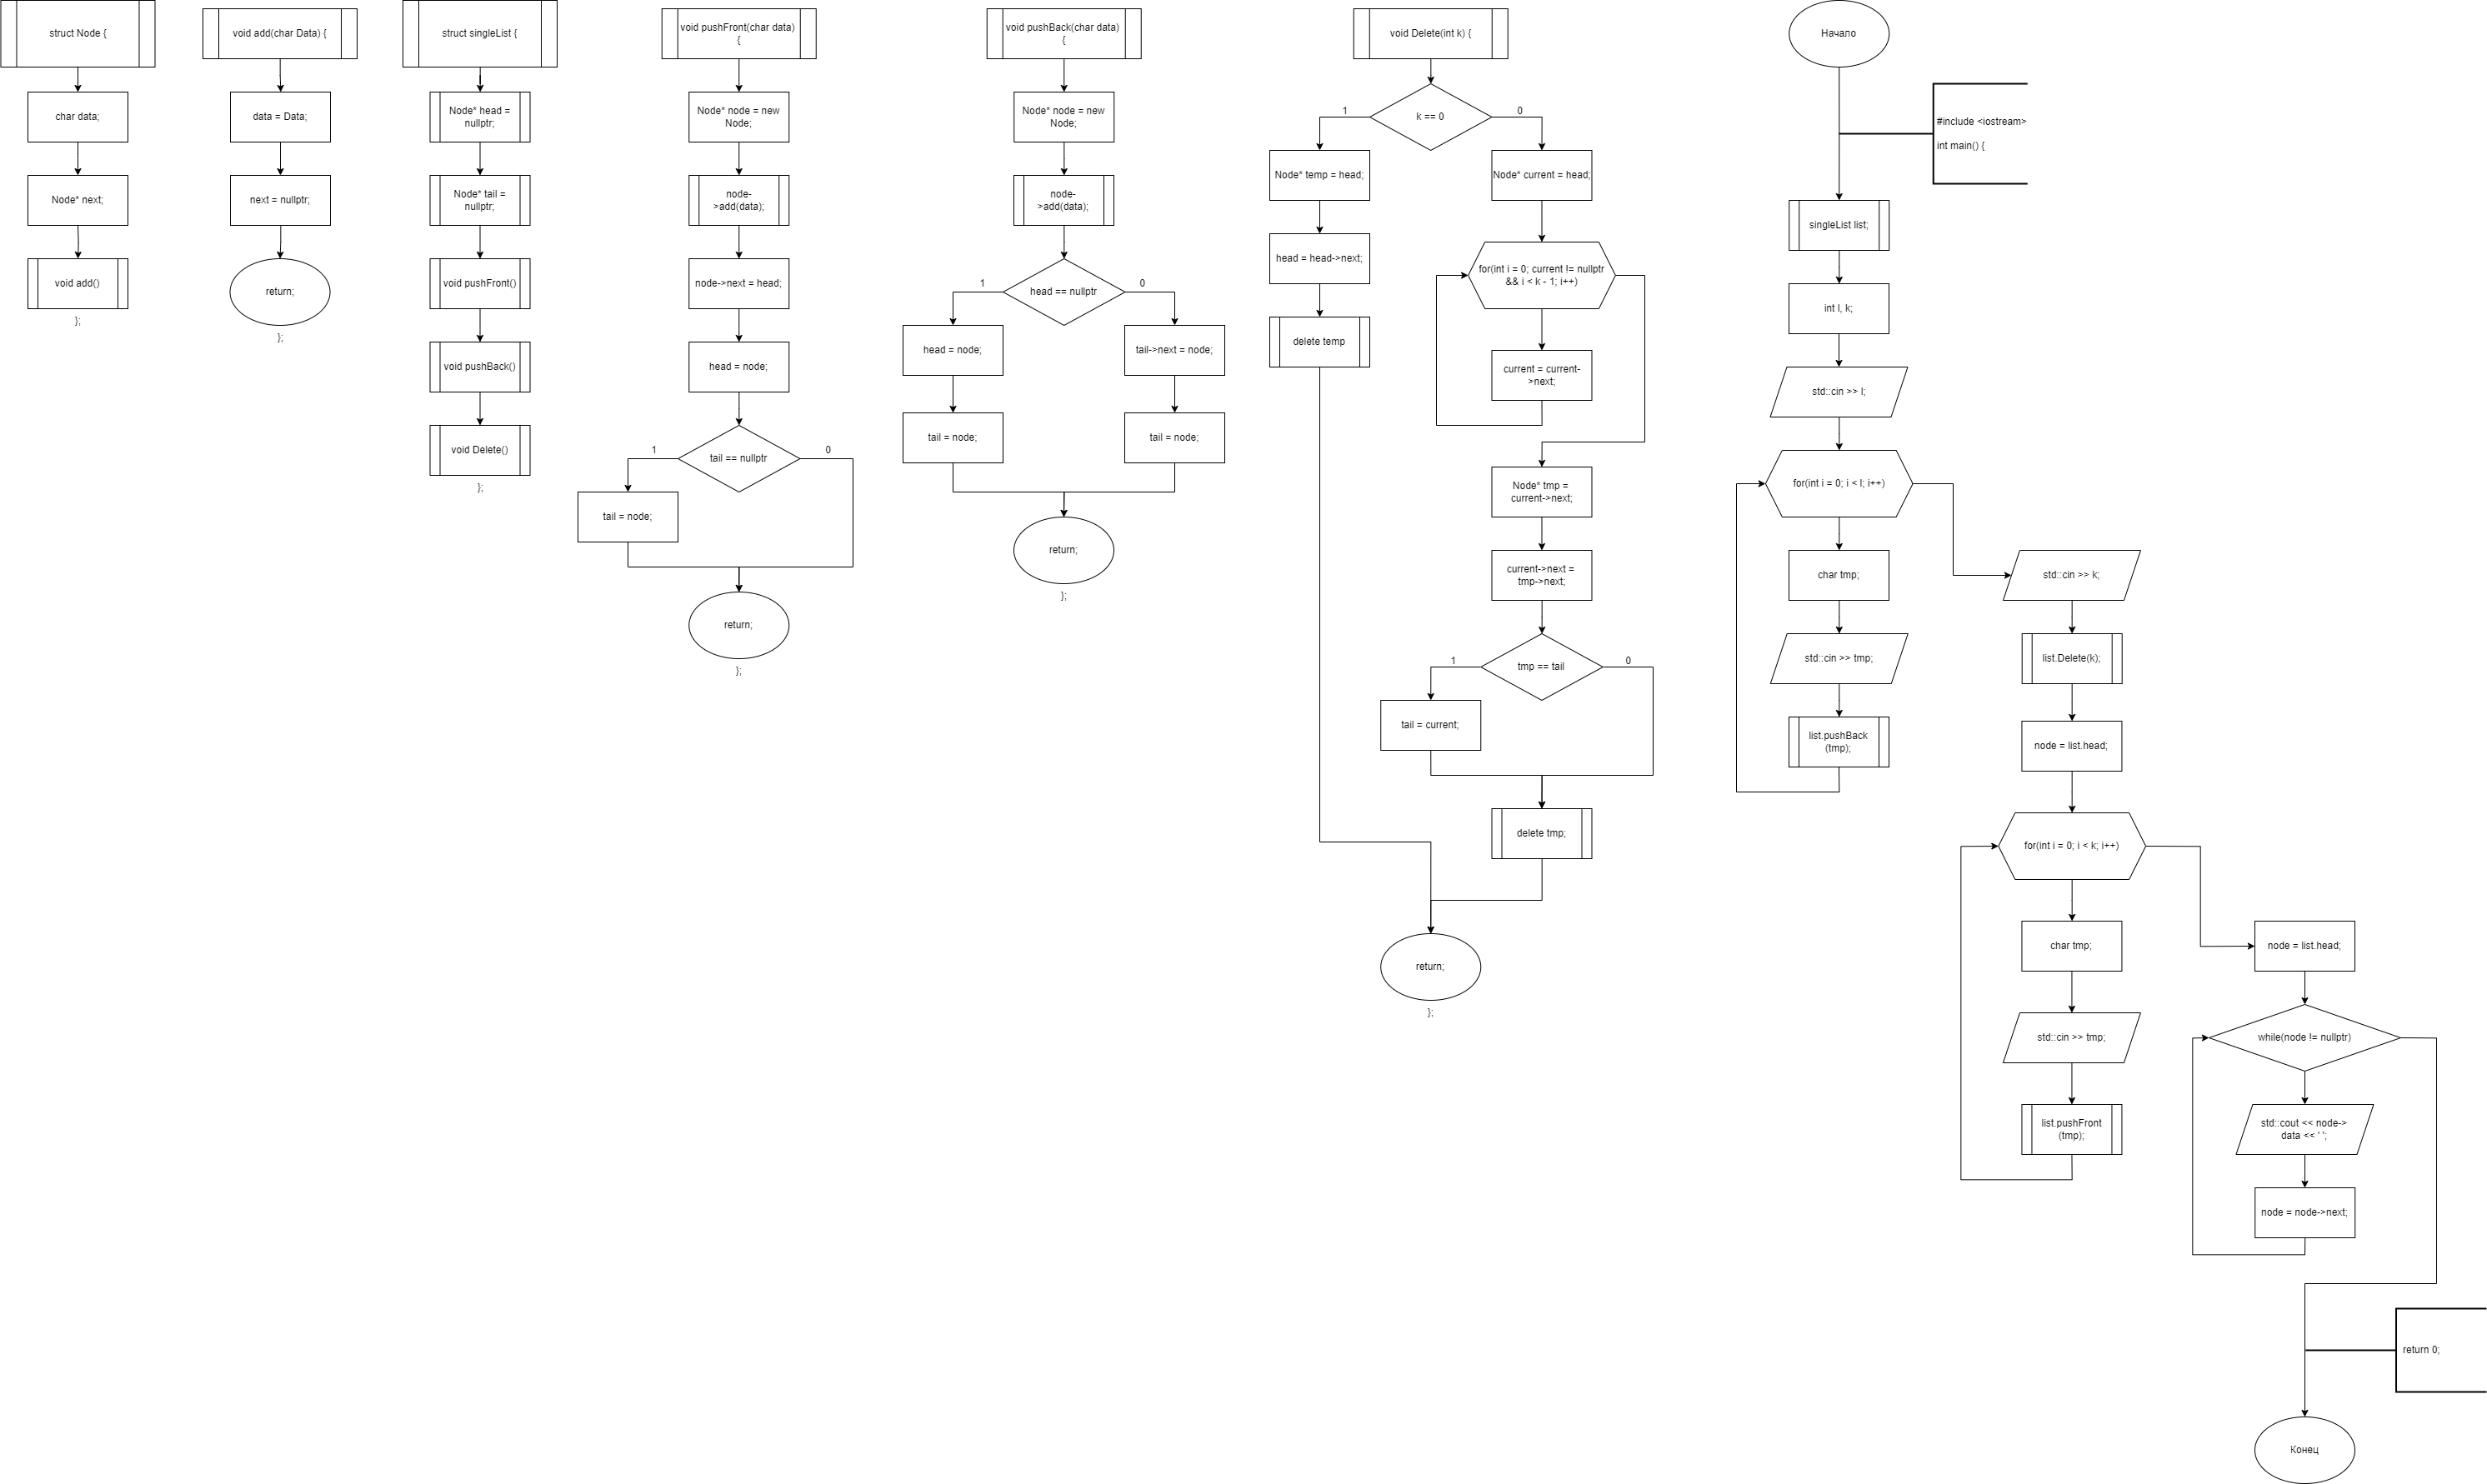 struct Node {
char data;
Node* next;
void add()
};
void add(char Data) {
data = Data;
next = nullptr;
return;
};
struct singleList {
Node* head =
nullptr;
Node* tail =
nullptr;
void pushFront()
void pushBack()
void Delete()
};
void pushFront(char data)
{
Node* node = new
Node;
node-
>add(data);
node->next = head;
head = node;
tail == nullptr
1
0
tail = node;
return;
};
void pushBack(char data)
{
Node* node = new
Node;
node-
>add(data);
head == nullptr
1
0
head = node;
tail->next = node;
tail = node;
tail = node;
return;
};
void Delete(int k) {
k == 0
1
0
Node* temp = head;
head = head->next;
delete temp
Node* current = head;
for(int i = 0; current != nullptr
&& i < k - 1; i++)
current = current-
>next;
Node* tmp =
current->next;
current->next =
tmp->next;
tmp == tail
1
0
tail = current;
delete tmp;
return;
};
Начало
#include <iostream>
int main() {
singleList list;
int l, k;
std::cin >> l;
for(int i = 0; i < l; i++)
char tmp;
std::cin >> tmp;
list.pushBack
(tmp);
std::cin >> k;
list.Delete(k);
node = list.head;
for(int i = 0; i < k; i++)
char tmp;
std::cin >> tmp;
list.pushFront
(tmp);
node = list.head;
while(node != nullptr)
std::cout << node->
data << ' ';
node = node->next;
return 0;
Конец